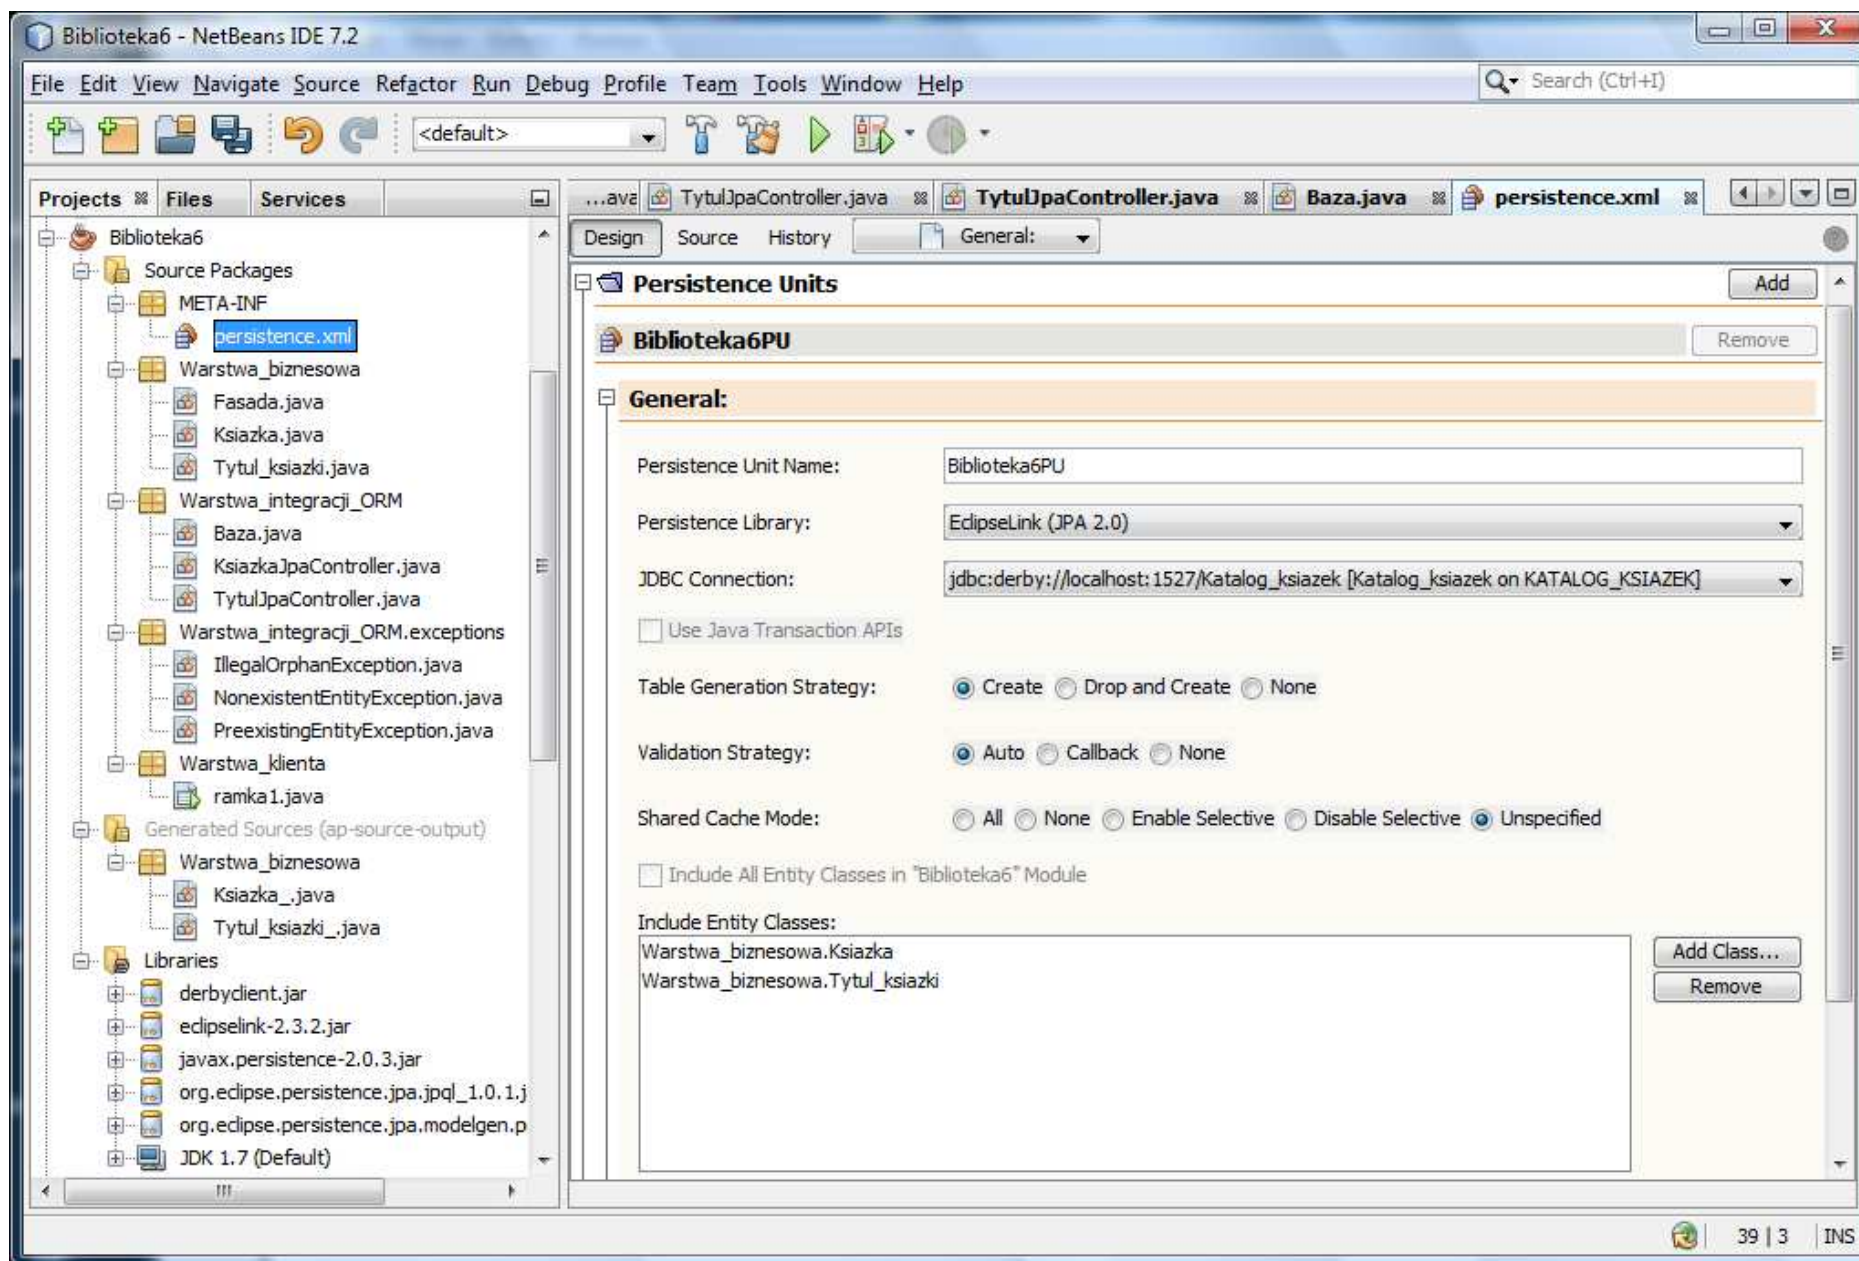 Biblioteka6 - NetBeans IDE 7.2
File Edit View Navigate Source Refactor Run Debug Profile Team Tools Window Help
Search (Ctrl+I)
<default>
Projects Files Services
Biblioteka6
Source Packages
META-INF
persistence.xml
Warstwa_biznesowa
Fasada.java
Ksiazka.java
Tytul_ksiazki.java
Warstwa_integracji_ORM
Baza.java
KsiazkaJpaController.java
TytulJpaController.java
Warstwa_integracji_ORM.exceptions
IllegalOrphanException.java
NonexistentEntityException.java
PreexistingEntityException.java
Warstwa_klienta
ramka1.java
Generated Sources (ap-source-output)
Warstwa_biznesowa
Ksiazka_.java
Tytul_ksiazki_.java
Libraries
derbyclient.jar
eclipselink-2.3.2.jar
javax.persistence-2.0.3.jar
org.eclipse.persistence.jpa.jpql_1.0.1.j
org.eclipse.persistence.jpa.modelgen.p
JDK 1.7 (Default)
...ava TytulJpaController.java TytulJpaController.java Baza.java persistence.xml
Design Source History General:
Persistence Units Add
Biblioteka6PU Remove
General:
Persistence Unit Name: Biblioteka6PU
Persistence Library: EclipseLink (JPA 2.0)
JDBC Connection: jdbc:derby://localhost:1527/Katalog_ksiazek [Katalog_ksiazek on KATALOG_KSIAZEK]
Use Java Transaction APIs
Table Generation Strategy: Create Drop and Create None
Validation Strategy: Auto Callback None
Shared Cache Mode: All None Enable Selective Disable Selective Unspecified
Include All Entity Classes in "Biblioteka6" Module
Include Entity Classes:
Warstwa_biznesowa.Ksiazka
Warstwa_biznesowa.Tytul_ksiazki
Add Class...
Remove
39 | 3 INS